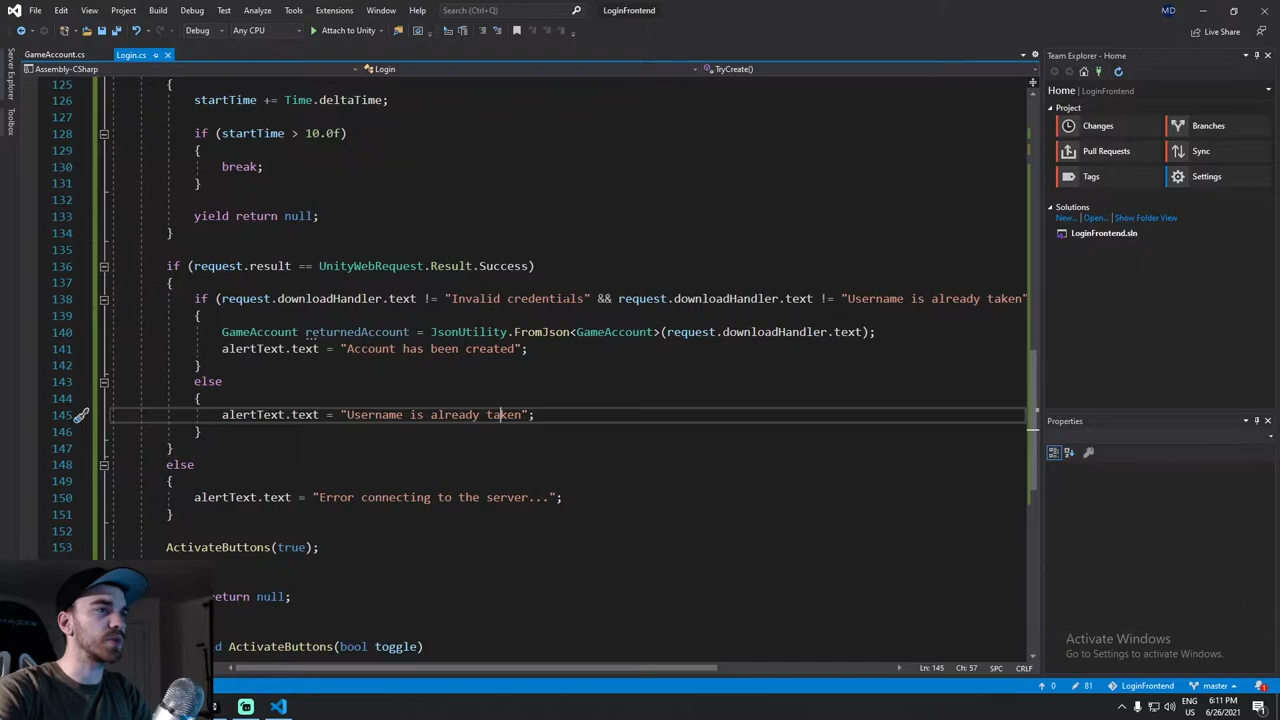 File Edit View Project Build Debug Test Analyze Tools Extensions Window Help Search (Ctrl+Q) LoginFrontend MD
Debug Any CPU Attach to Unity Live Share
Server Explorer
Toolbox
GameAccount.cs Login.cs
Assembly-CSharp Login TryCreate()
125 {
126 startTime += Time.deltaTime;
127
128 if (startTime > 10.0f)
129 {
130 break;
131 }
132
133 yield return null;
134 }
135
136 if (request.result == UnityWebRequest.Result.Success)
137 {
138 if (request.downloadHandler.text != "Invalid credentials" && request.downloadHandler.text != "Username is already taken"
139 {
140 GameAccount returnedAccount = JsonUtility.FromJson<GameAccount>(request.downloadHandler.text);
141 alertText.text = "Account has been created";
142 }
143 else
144 {
145 alertText.text = "Username is already taken";
146 }
147 }
148 else
149 {
150 alertText.text = "Error connecting to the server...";
151 }
152
153 ActivateButtons(true);
return null;
ActivateButtons(bool toggle)
Ln: 145 Ch: 57 SPC CRLF
Team Explorer - Home
Home | LoginFrontend
Project
Changes Branches
Pull Requests Sync
Tags Settings
Solutions
New... Open... Show Folder View
LoginFrontend.sln
Properties
Activate Windows
Go to Settings to activate Windows.
0 81 LoginFrontend master 1
ENG 6:11 PM
US 6/26/2021